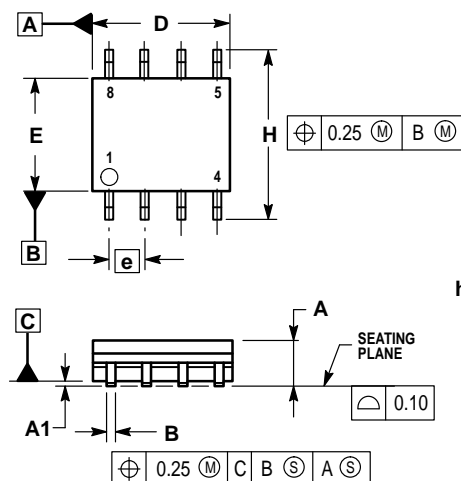 A
D
8
5
E
H
⌖ 0.25 Ⓜ B Ⓜ
1
4
B
e
h
C
A
SEATING
PLANE
⌓ 0.10
A1
B
⌖ 0.25 Ⓜ C B Ⓢ A Ⓢ